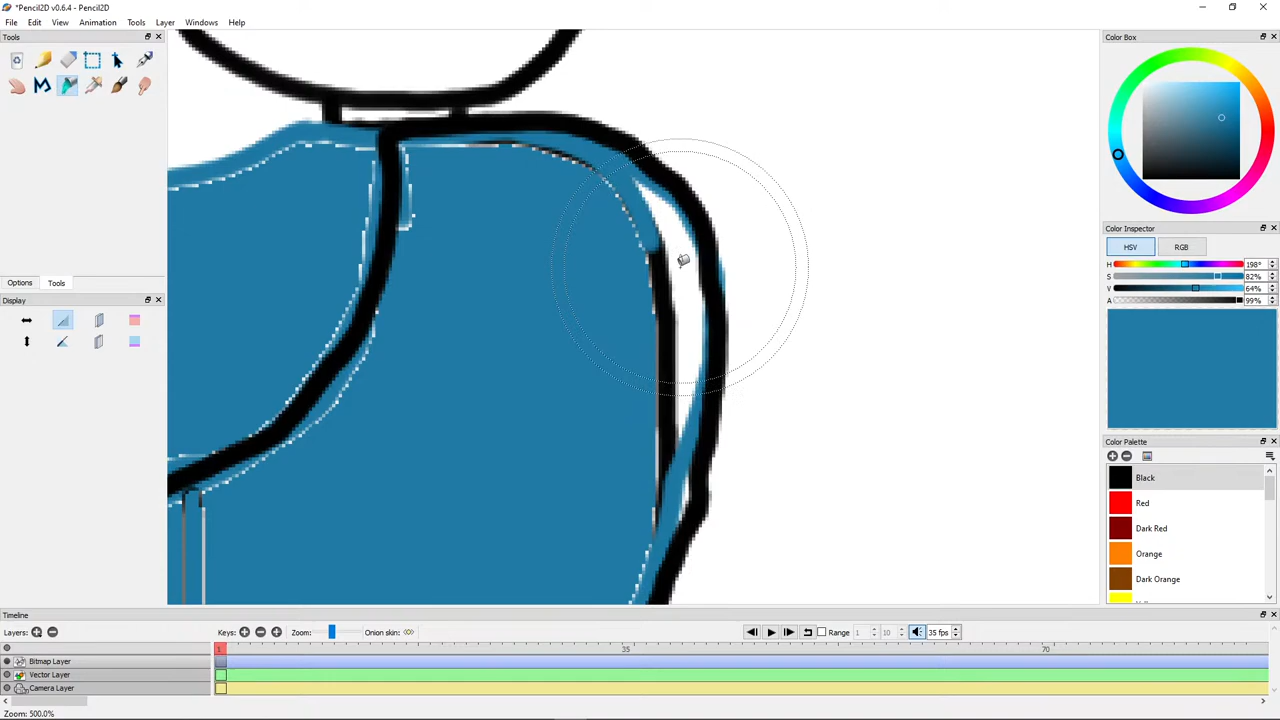 *Pencil2D v0.6.4 - Pencil2D
File Edit View Animation Tools Layer Windows Help
Tools
Color Box
Color Inspector
HSV RGB
H 198°
S 82%
V 64%
A 99%
Options Tools
Display
Color Palette
Black
Red
Dark Red
Orange
Dark Orange
Timeline
Layers: Keys: Zoom: Onion skin: Range 1 10 35 fps
1 35 70
Bitmap Layer
Vector Layer
Camera Layer
Zoom: 500.0%